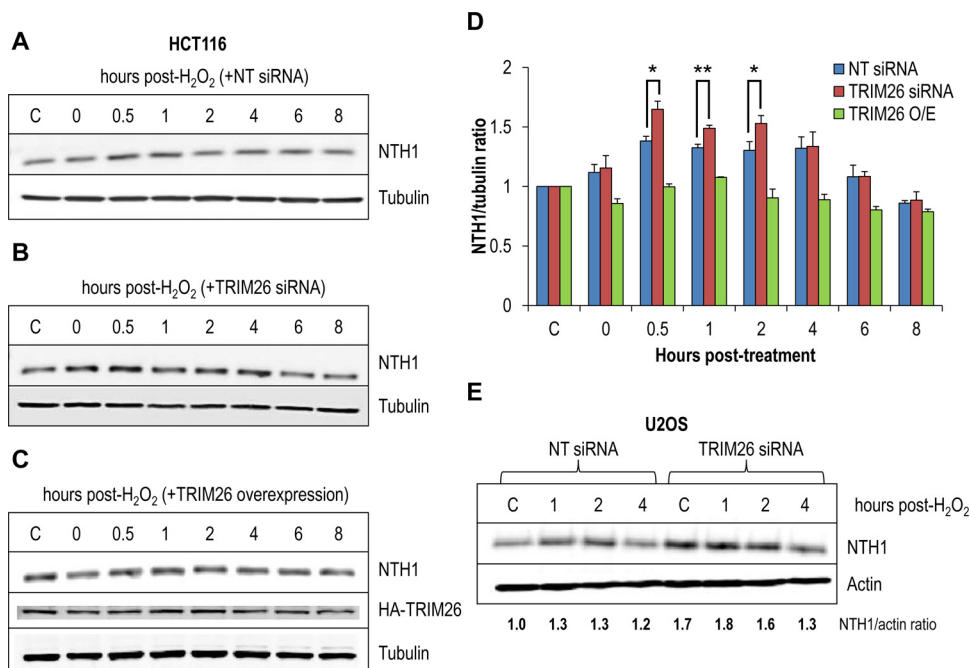 A
HCT116
hours post-H₂O₂ (+NT siRNA)
C 0 0.5 1 2 4 6 8
NTH1
Tubulin
B
hours post-H₂O₂ (+TRIM26 siRNA)
C 0 0.5 1 2 4 6 8
NTH1
Tubulin
C
hours post-H₂O₂ (+TRIM26 overexpression)
C 0 0.5 1 2 4 6 8
NTH1
HA-TRIM26
Tubulin
D
NT siRNA
TRIM26 siRNA
TRIM26 O/E
* ** *
NTH1/tubulin ratio
2
1.5
1
0.5
0
C 0 0.5 1 2 4 6 8
Hours post-treatment
E
U2OS
NT siRNA TRIM26 siRNA
C 1 2 4 C 1 2 4 hours post-H₂O₂
NTH1
Actin
1.0 1.3 1.3 1.2 1.7 1.8 1.6 1.3 NTH1/actin ratio